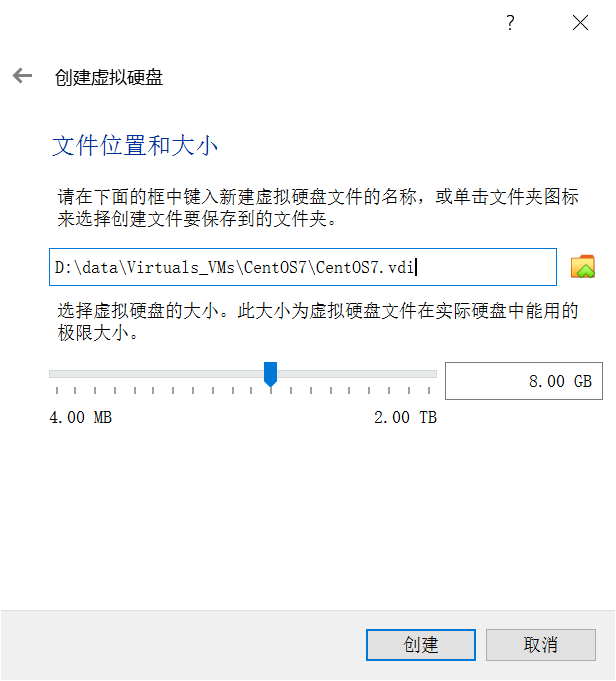 ?
创建虚拟硬盘
文件位置和大小
请在下面的框中键入新建虚拟硬盘文件的名称，或单击文件夹图标
来选择创建文件要保存到的文件夹。
D:\data\Virtuals_VMs\CentOS7\CentOS7.vdi
选择虚拟硬盘的大小。此大小为虚拟硬盘文件在实际硬盘中能用的
极限大小。
8.00 GB
4.00 MB 2.00 TB
创建 取消